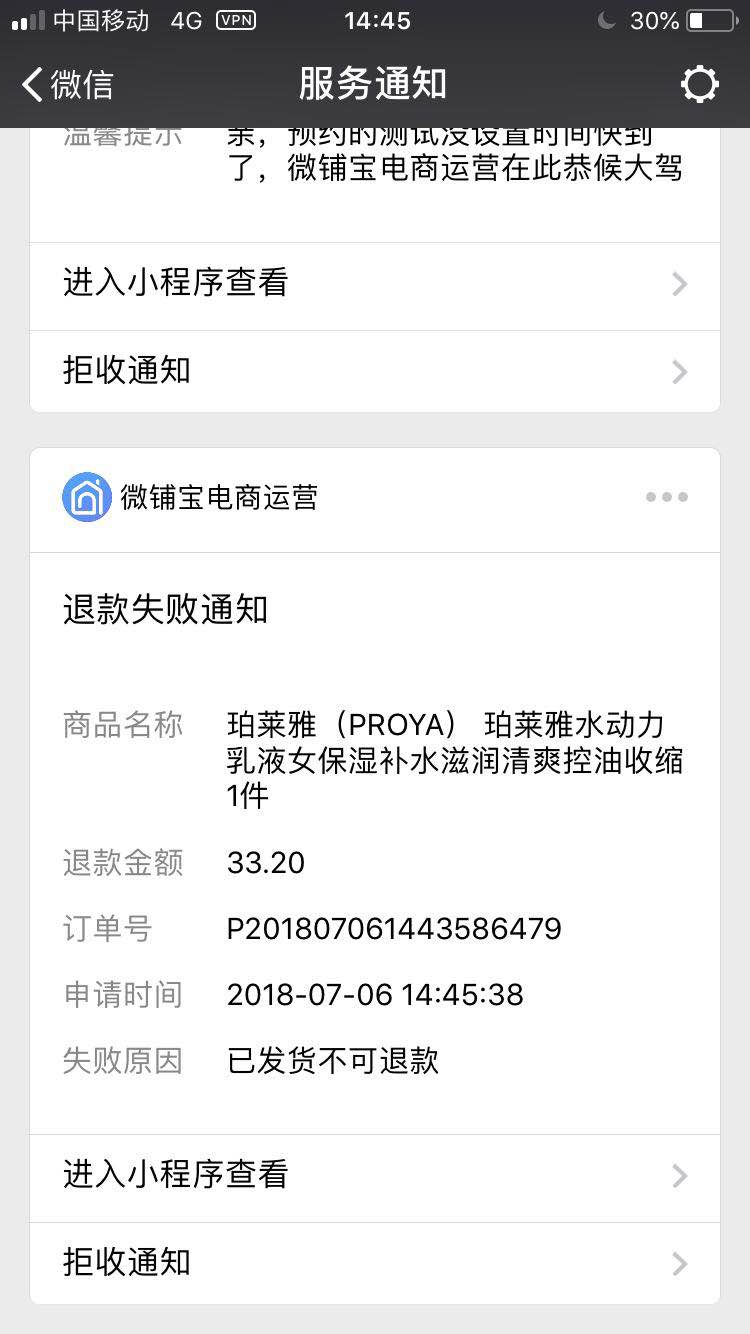 中国移动 4G VPN 14:45 30%
微信 服务通知
温馨提示 亲，预约的测试没设置时间快到
了，微铺宝电商运营在此恭候大驾
进入小程序查看
拒收通知
微铺宝电商运营
退款失败通知
商品名称 珀莱雅（PROYA） 珀莱雅水动力
乳液女保湿补水滋润清爽控油收缩
1件
退款金额 33.20
订单号 P201807061443586479
申请时间 2018-07-06 14:45:38
失败原因 已发货不可退款
进入小程序查看
拒收通知